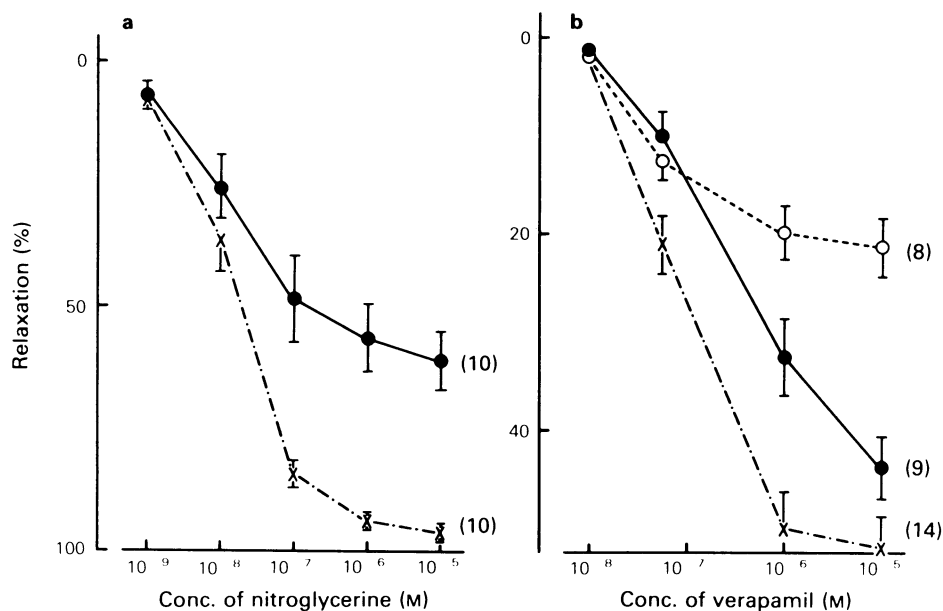 a
0
50
100
Relaxation (%)
(10)
(10)
10⁻⁹ 10⁻⁸ 10⁻⁷ 10⁻⁶ 10⁻⁵
Conc. of nitroglycerine (M)
b
0
20
40
(8)
(9)
(14)
10⁻⁸ 10⁻⁷ 10⁻⁶ 10⁻⁵
Conc. of verapamil (M)